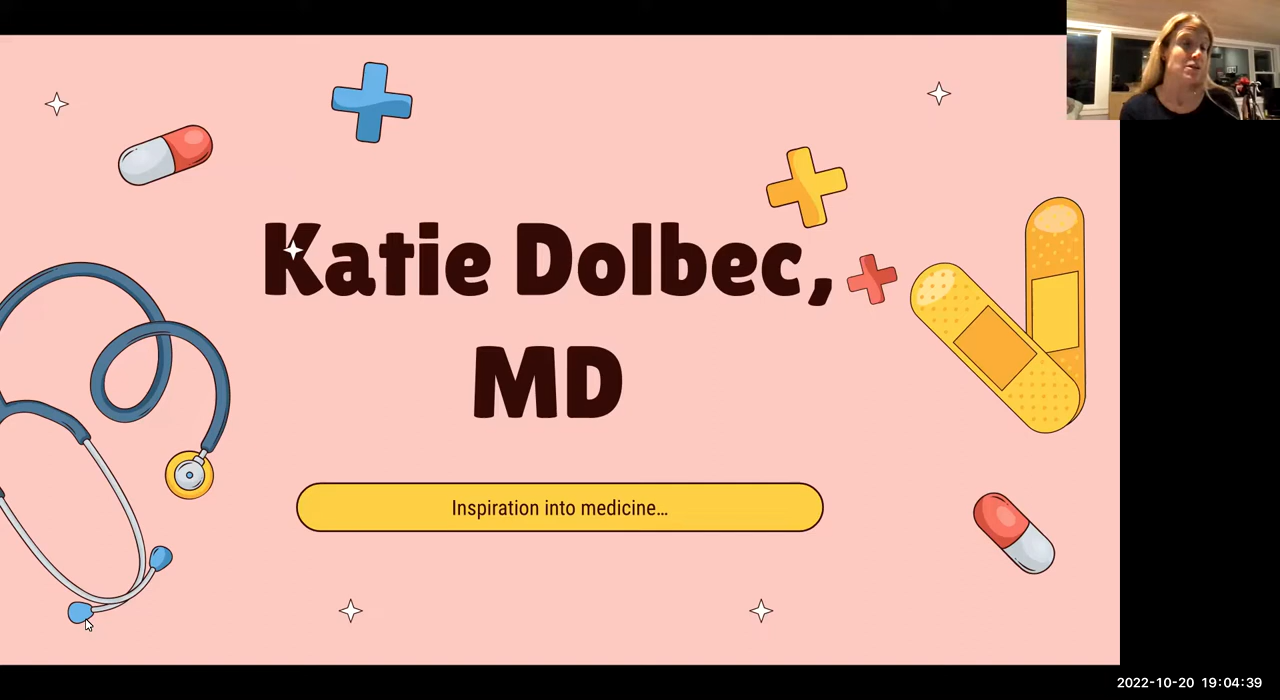 Katie Dolbec,
MD
Inspiration into medicine…
2022-10-20 19:04:39